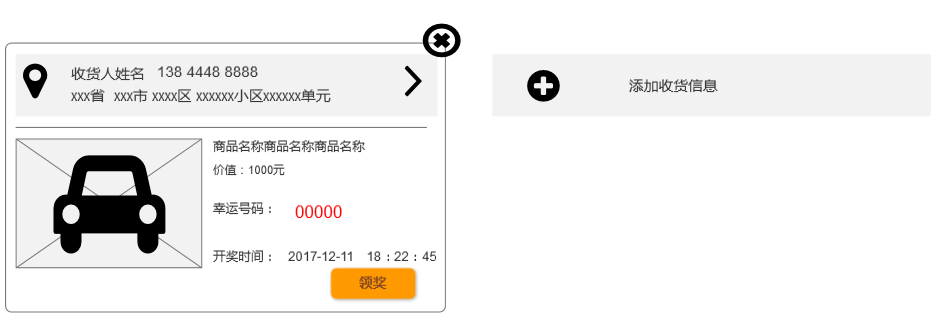 收货人姓名 138 4448 8888
xxx省 xxx市 xxxx区 xxxxxx小区xxxxxx单元
商品名称商品名称商品名称
价值：1000元
幸运号码： 00000
开奖时间： 2017-12-11 18：22：45
领奖
添加收货信息